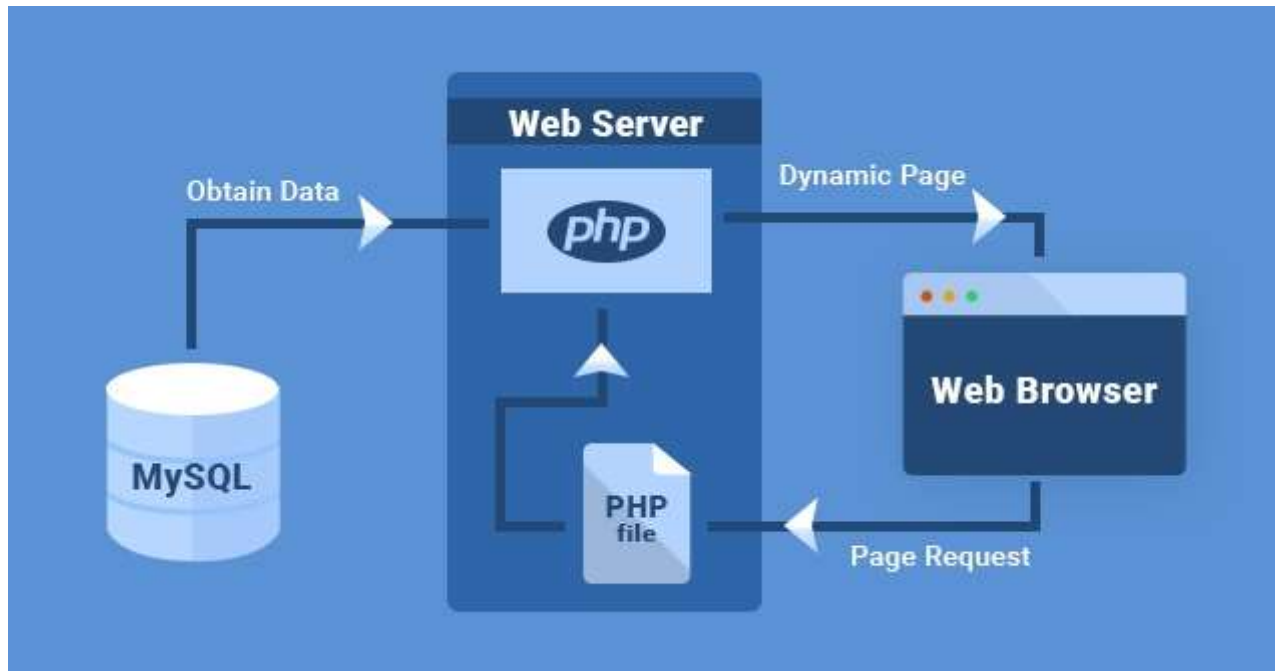 Web Server
Obtain Data
php
Dynamic Page
Web Browser
MySQL
PHP
file
Page Request